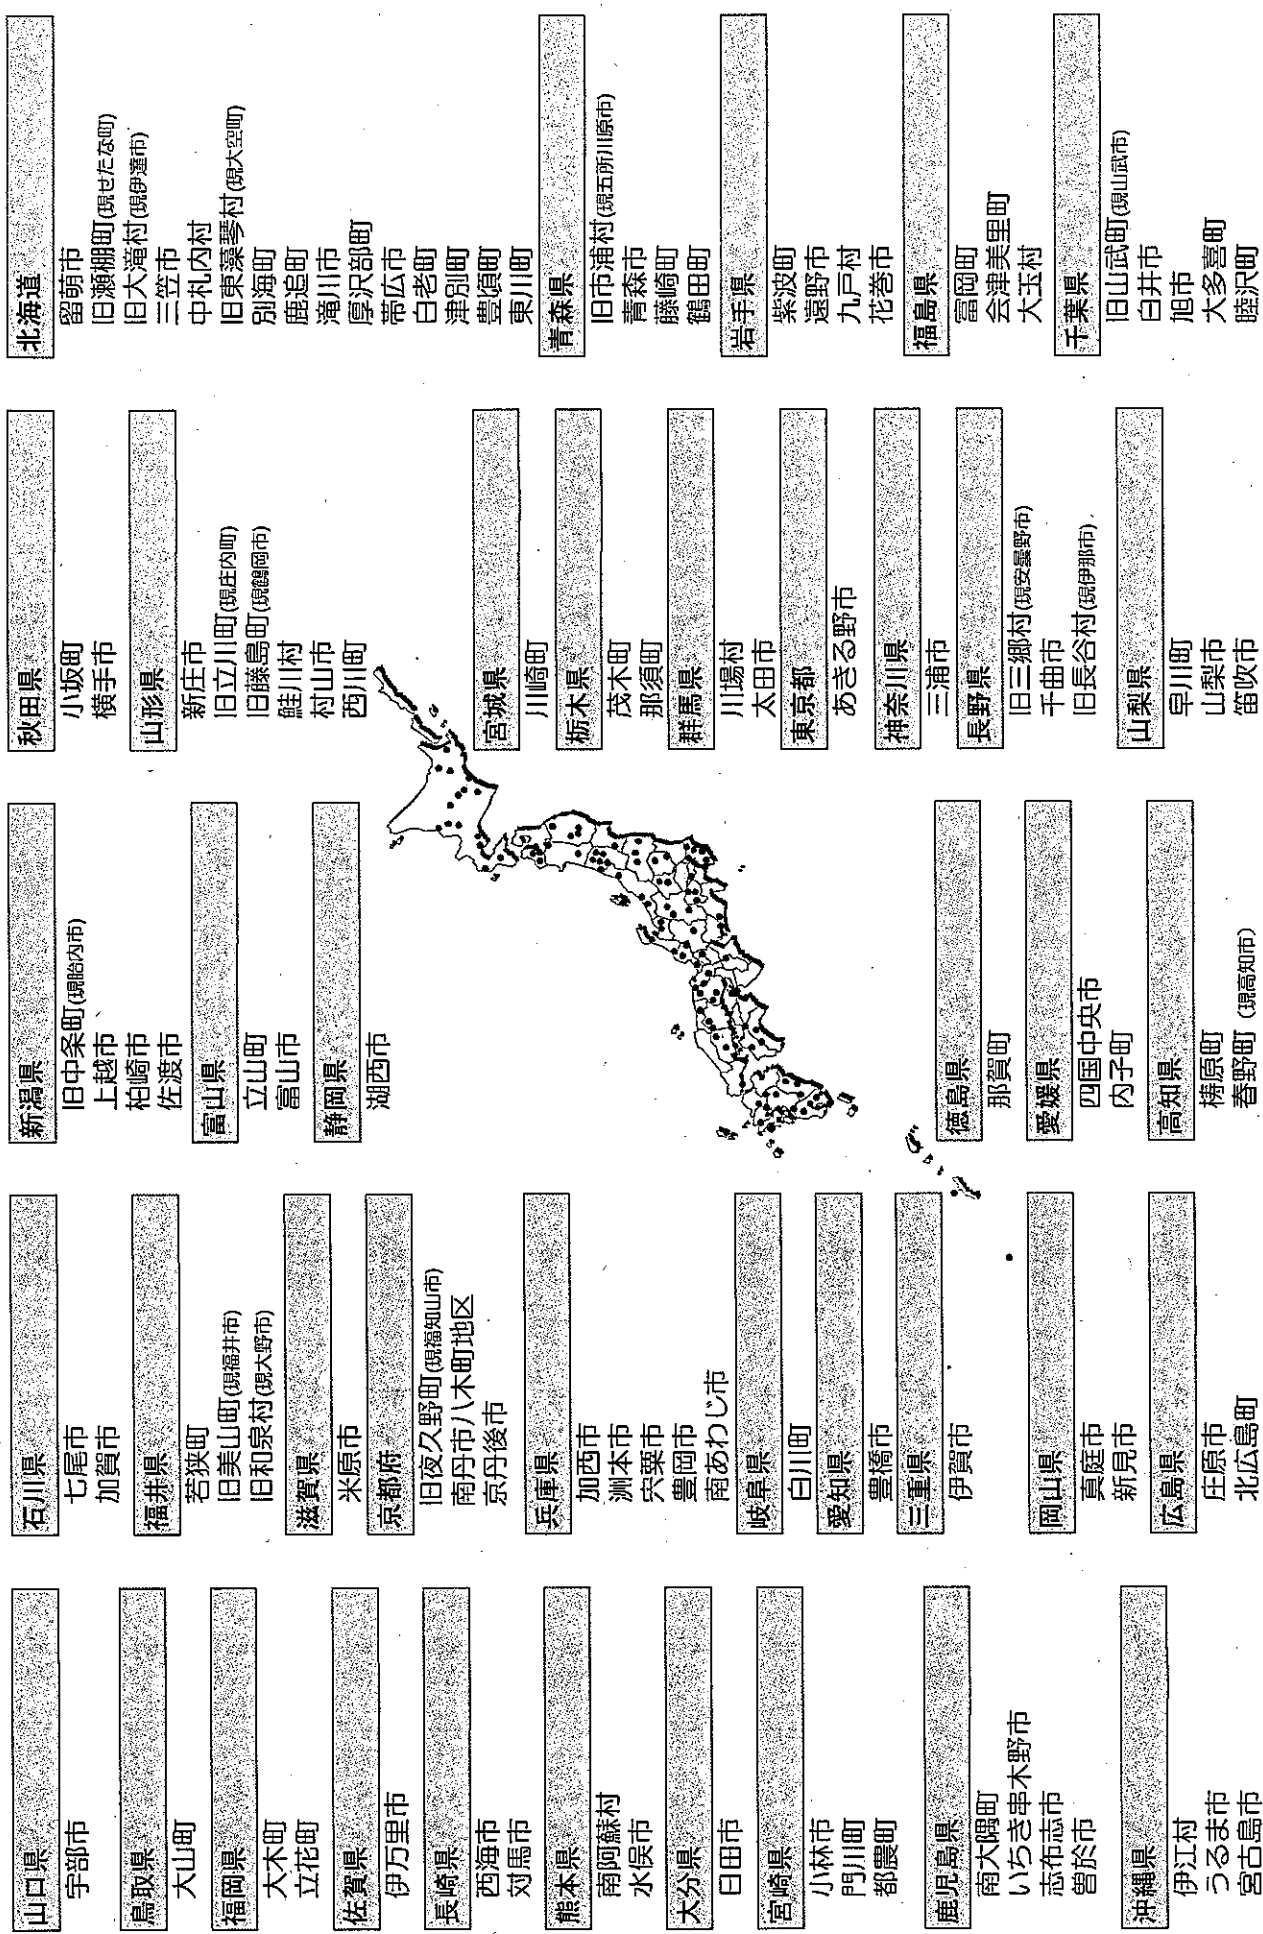 山口県
宇部市
鳥取県
大山町
福岡県
大木町
立花町
佐賀県
伊万里市
長崎県
西海市
対馬市
熊本県
南阿蘇村
水俣市
大分県
日田市
宮崎県
小林市
門川町
都農町
鹿児島県
南大隅町
いちき串木野市
志布志市
曽於市
沖縄県
伊江村
うるま市
宮古島市
石川県
七尾市
加賀市
福井県
若狭町
旧美山町(現福井市)
旧和泉村(現大野市)
滋賀県
米原市
京都府
旧夜久野町(現福知山市)
南丹市八木町地区
京丹後市
兵庫県
加西市
洲本市
宍粟市
豊岡市
南あわじ市
岐阜県
白川町
愛知県
豊橋市
三重県
伊賀市
岡山県
真庭市
新見市
広島県
庄原市
北広島町
新潟県
旧中条町(現胎内市)
上越市
柏崎市
佐渡市
富山県
立山町
富山市
静岡県
湖西市
徳島県
那賀町
愛媛県
四国中央市
内子町
高知県
梼原町
春野町(現高知市)
秋田県
小坂町
横手市
山形県
新庄市
旧立川町(現庄内町)
旧藤島町(現鶴岡市)
鮭川村
村山市
西川町
宮城県
川崎町
栃木県
茂木町
那須町
群馬県
川場村
太田市
東京都
あきる野市
神奈川県
三浦市
長野県
旧三郷村(現安曇野市)
千曲市
旧長谷村(現伊那市)
山梨県
早川町
山梨市
笛吹市
北海道
留萌市
旧瀬棚町(現せたな町)
旧大滝村(現伊達市)
三笠市
中札内村
旧東藻琴村(現大空町)
別海町
鹿追町
滝川市
厚沢部町
帯広市
白老町
津別町
豊頃町
東川町
青森県
旧市浦村(現五所川原市)
青森市
藤崎町
鶴田町
岩手県
紫波町
遠野市
九戸村
花巻市
福島県
富岡町
会津美里町
大玉村
千葉県
旧山武町(現山武市)
白井市
旭市
大多喜町
睦沢町